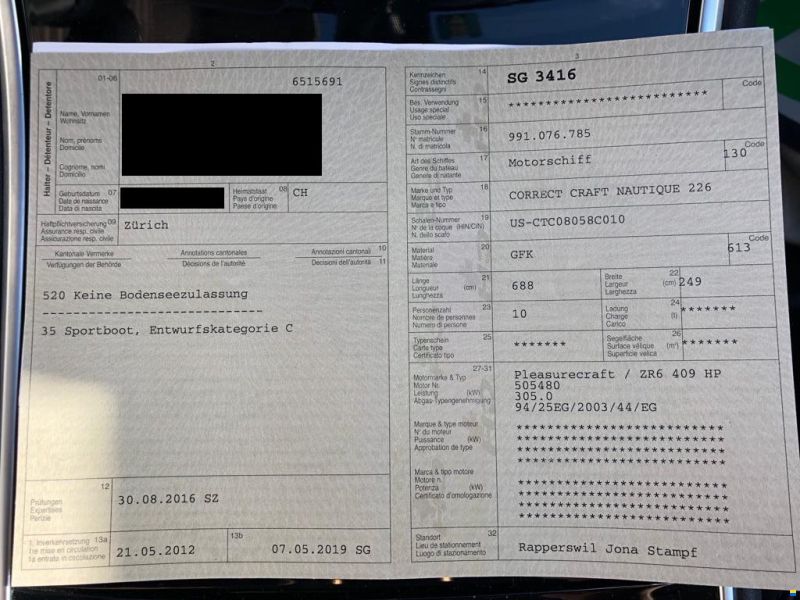 2
Halter – Détenteur – Detentore
01-06
6515691
Name, Vornamen
Wohnsitz
Nom, prénoms
Domicile
Cognome, nomi
Domicilio
Geburtsdatum 07
Date de naissance
Data di nascita
Heimatstaat 08
Pays d'origine
Paese d'origine
CH
Haftpflichtversicherung 09
Assurance resp. civile
Assicurazione resp. civile
Zürich
Kantonale Vermerke
Annotations cantonales
Annotazioni cantonali 10
Verfügungen der Behörde
Décisions de l'autorité
Decisioni dell'autorità 11
520 Keine Bodenseezulassung
------------------------------
35 Sportboot, Entwurfskategorie C
12
Prüfungen
Expertises
Perizie
30.08.2016 SZ
1. Inverkehrsetzung 13a
1re mise en circulation
1a entrata in circolazione
21.05.2012
13b
07.05.2019 SG
3
Kennzeichen 14
Signes distinctifs
Contrassegni
SG 3416
Bes. Verwendung 15
Usage spécial
Uso speciale
**************************
Code
Stamm-Nummer 16
N° matricule
N. di matricola
991.076.785
Art des Schiffes 17
Genre du bateau
Genere di natante
Motorschiff
Code
130
Marke und Typ 18
Marque et type
Marca e tipo
CORRECT CRAFT NAUTIQUE 226
Schalen-Nummer 19
N° de la coque (HIN/CIN)
N. dello scafo
US-CTC08058C010
Material 20
Matière
Materiale
GFK
Code
613
Länge 21
Longueur (cm)
Lunghezza
688
Breite 22
Largeur (cm)
Larghezza
249
Personenzahl 23
Nombre de personnes
Numero di persone
10
Ladung 24
Charge (t)
Carico
*******
Typenschein 25
Carte type
Certificato tipo
*******
Segelfläche 26
Surface vélique (m²)
Superficie velica
*******
27-31
Motormarke & Typ
Motor Nr.
Leistung (kW)
Abgas-Typengenehmigung
Pleasurecraft / ZR6 409 HP
505480
305.0
94/25EG/2003/44/EG
Marque & type moteur
N° du moteur
Puissance (kW)
Approbation de type
**************************
**************************
**************************
**************************
Marca & tipo motore
Motore n.
Potenza (kW)
Certificato d'omologazione
**************************
**************************
**************************
**************************
Standort 32
Lieu de stationnement
Luogo di stazionamento
Rapperswil Jona Stampf